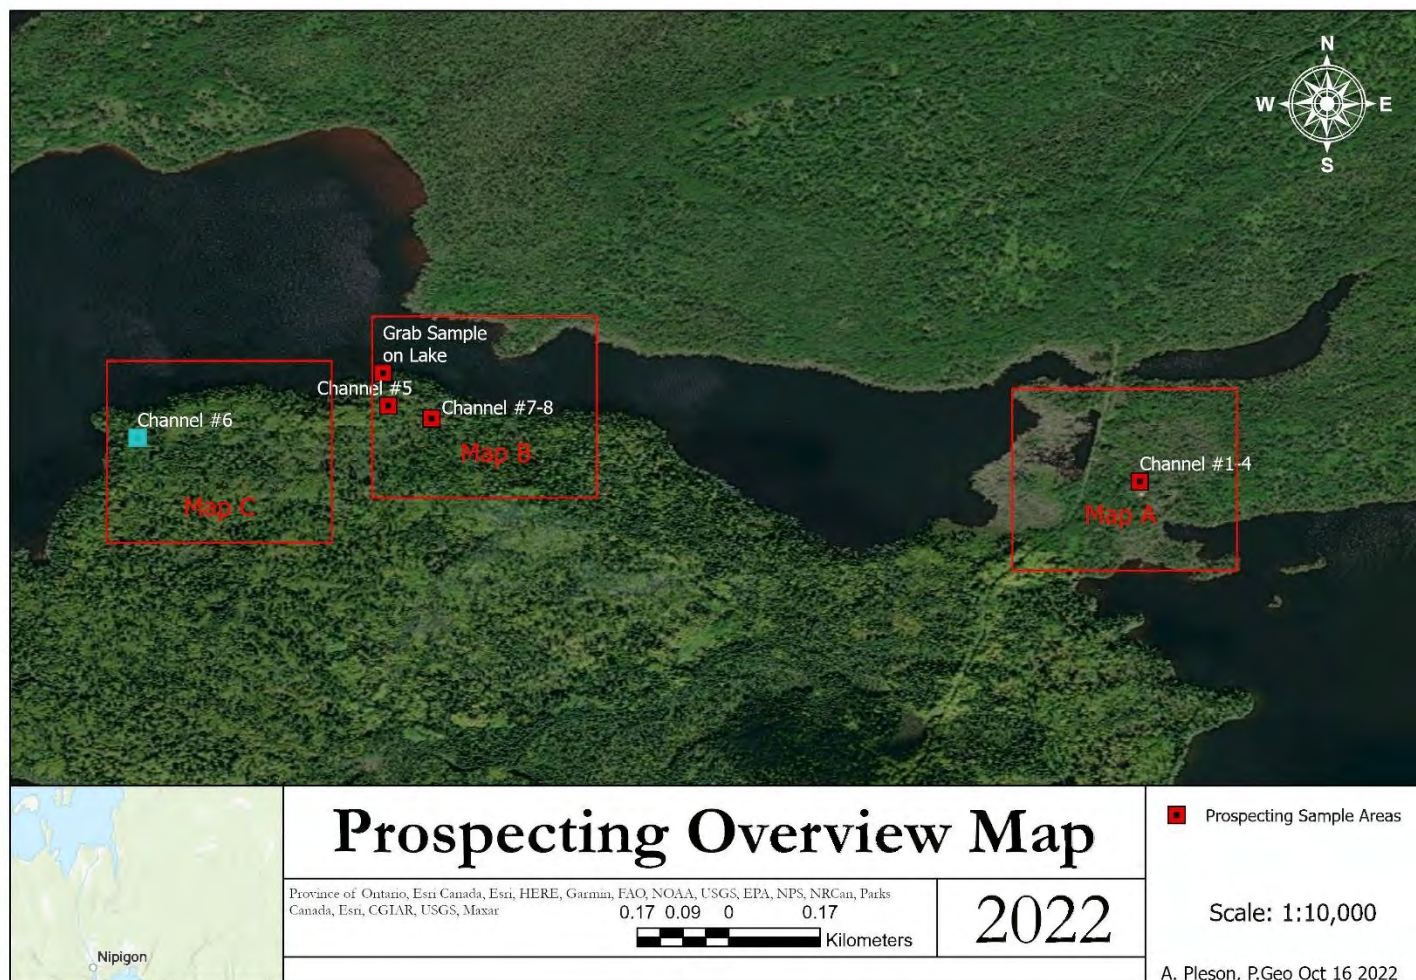 N
W E
S
Grab Sample
on Lake
Channel #5
Channel #6
Channel #7-8
Map B
Map C
Channel #1-4
Map A
Prospecting Overview Map
Province of Ontario, Esri Canada, Esri, HERE, Garmin, FAO, NOAA, USGS, EPA, NPS, NRCan, Parks
Canada, Esri, CGIAR, USGS, Maxar
0.17 0.09 0 0.17
Kilometers
2022
Prospecting Sample Areas
Scale: 1:10,000
A. Pleson, P.Geo Oct 16 2022
Nipigon